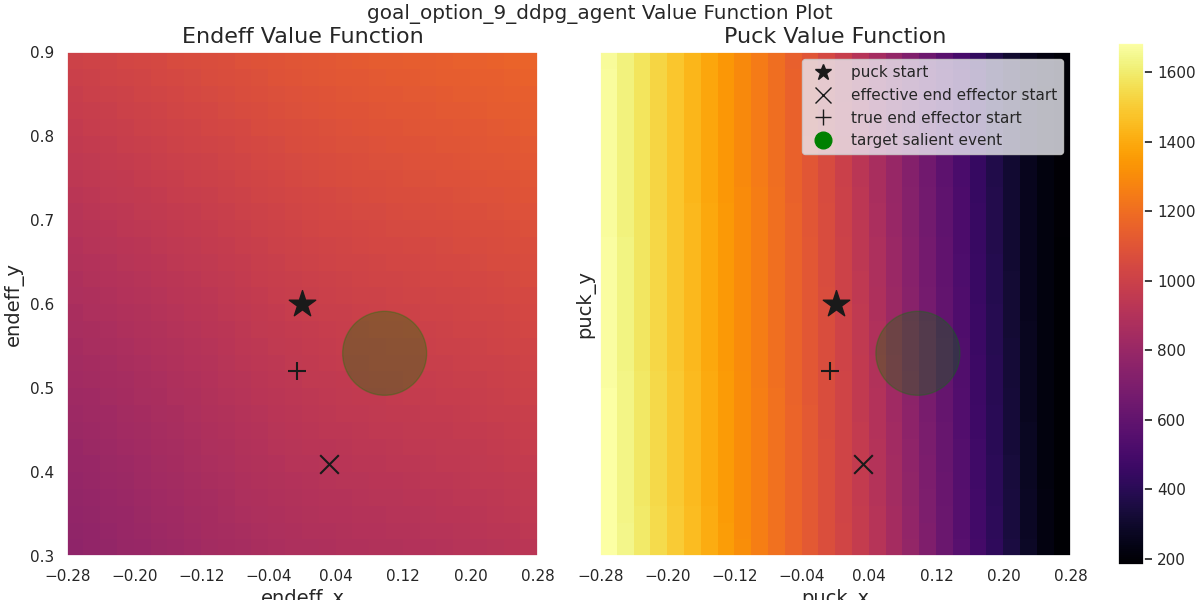 goal_option_9_ddpg_agent Value Function Plot
Endeff Value Function
Puck Value Function
0.9
0.8
0.7
0.6
0.5
0.4
0.3
endeff_y
−0.28 −0.20 −0.12 −0.04 0.04 0.12 0.20 0.28
endeff_x
puck_y
puck start
effective end effector start
true end effector start
target salient event
−0.28 −0.20 −0.12 −0.04 0.04 0.12 0.20 0.28
puck_x
1600
1400
1200
1000
800
600
400
200